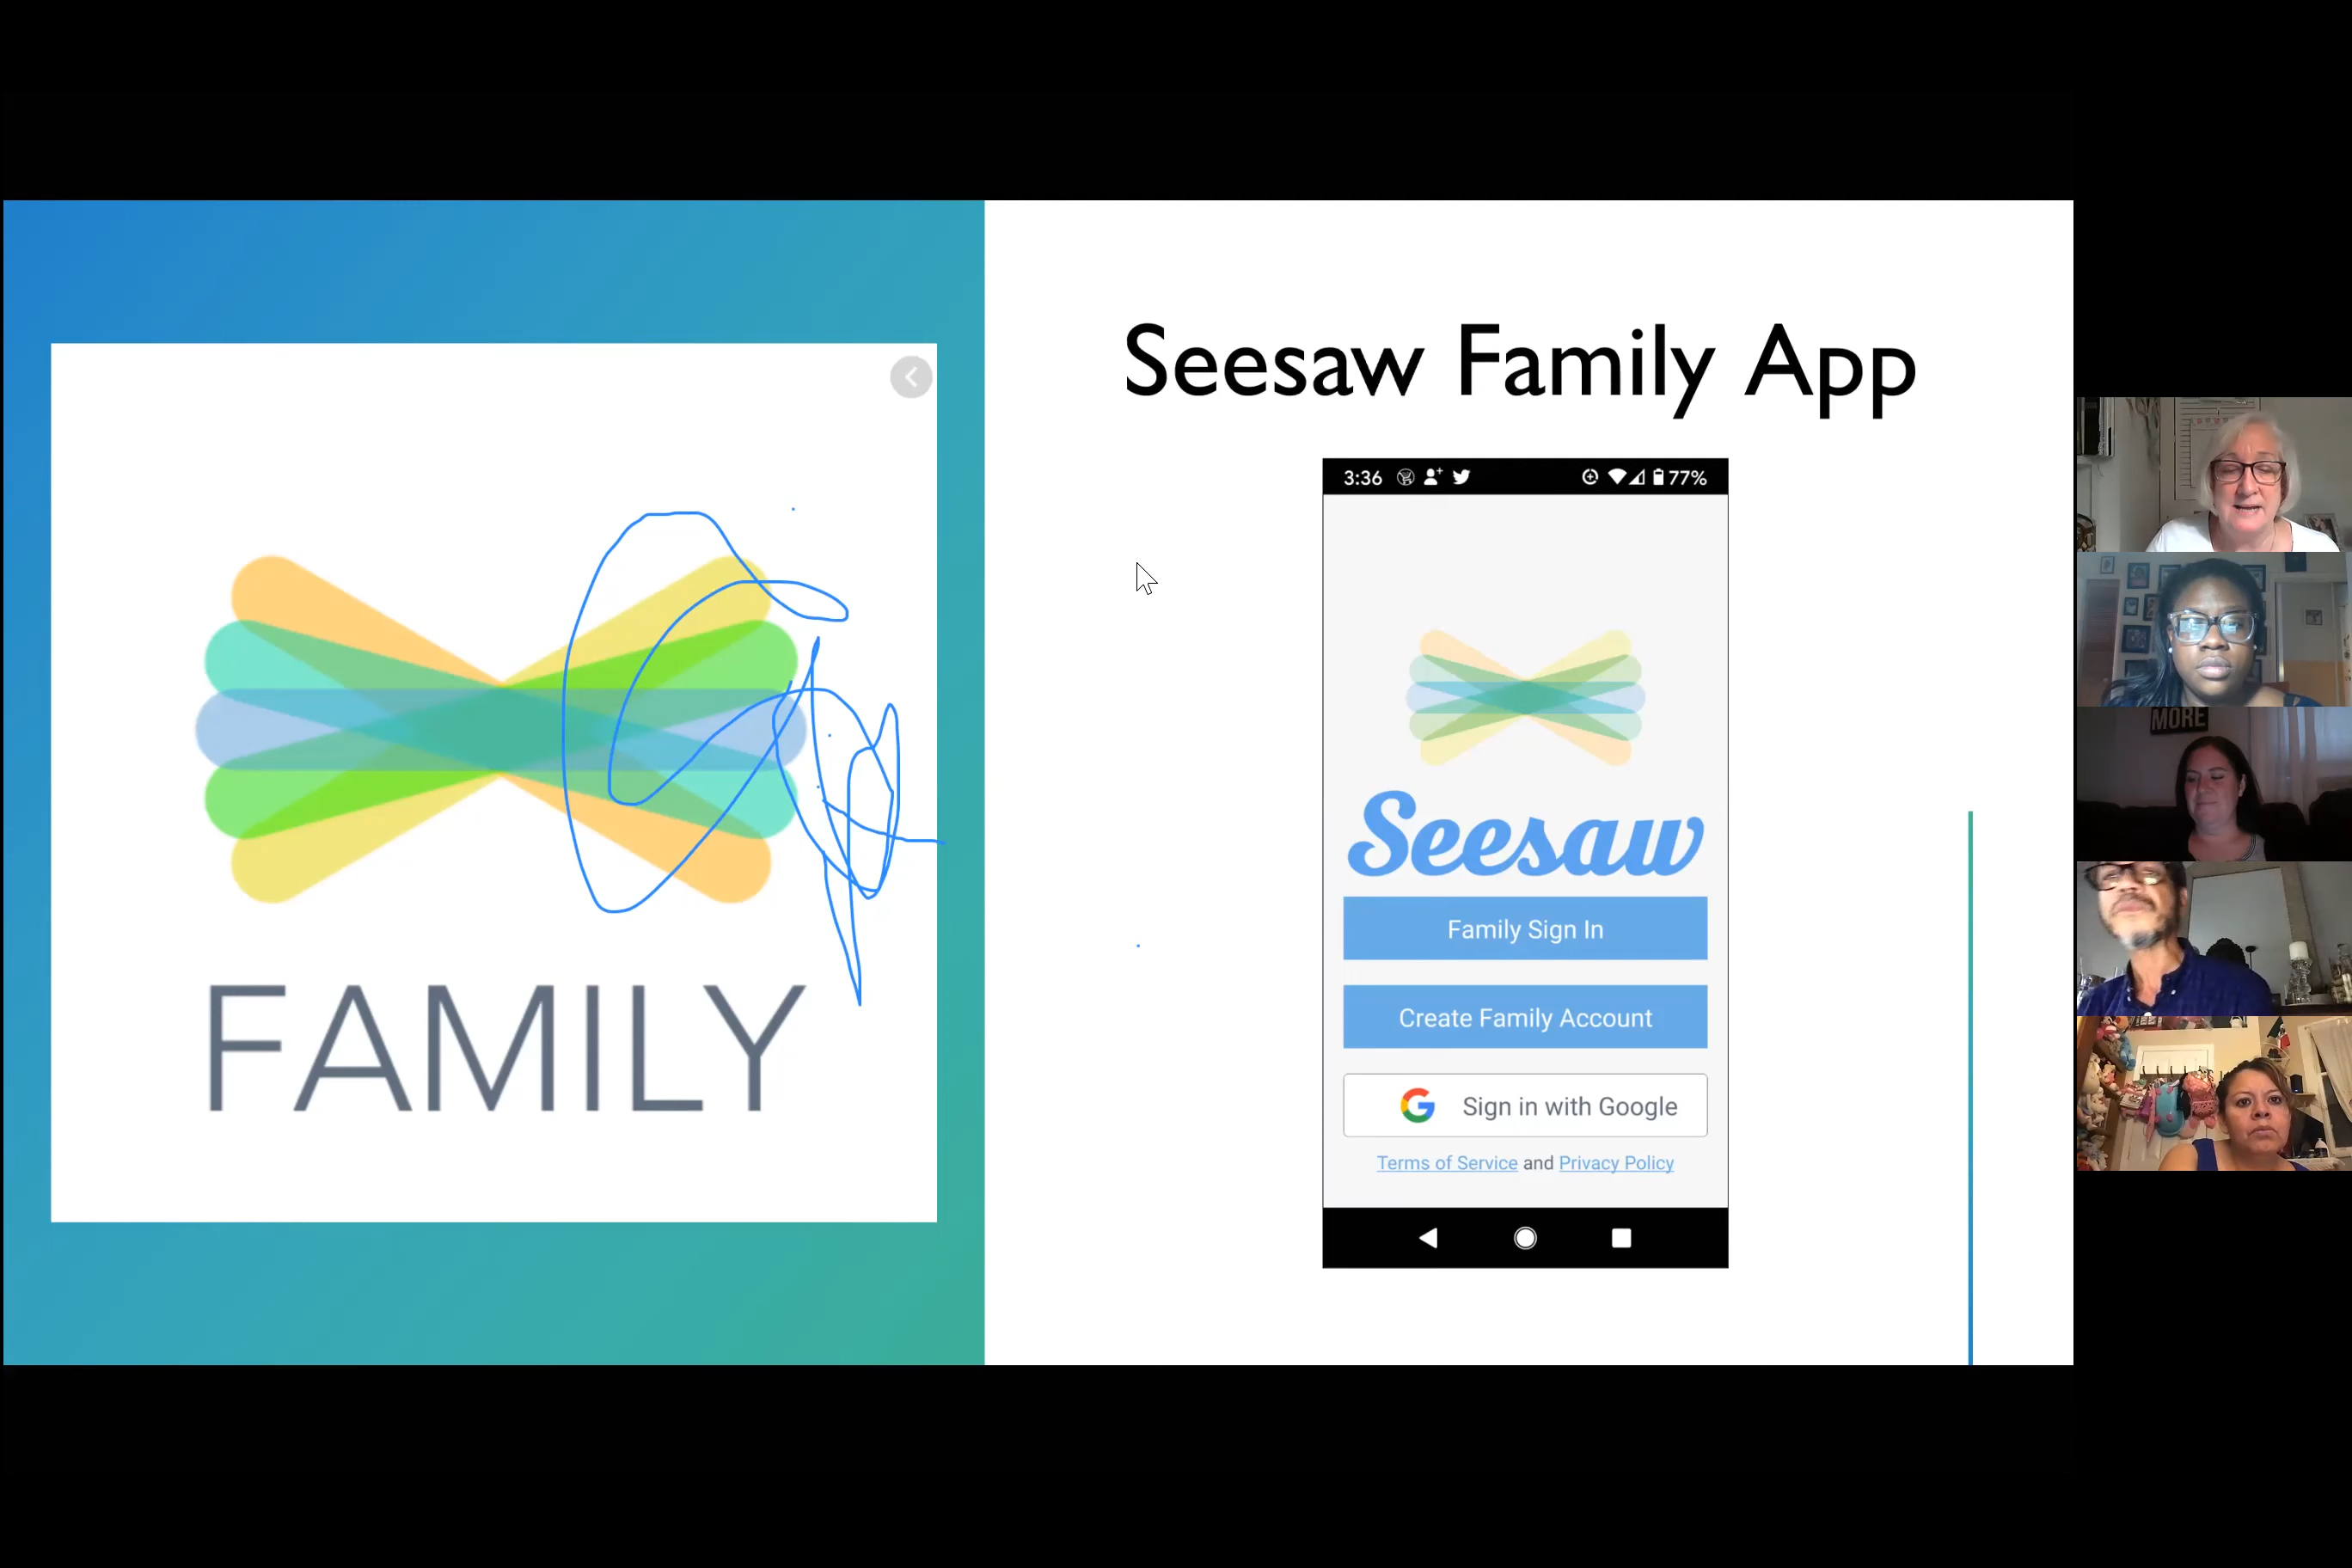 FAMILY
Seesaw Family App
3:36 77%
Seesaw
Family Sign In
Create Family Account
Sign in with Google
Terms of Service and Privacy Policy
MORE